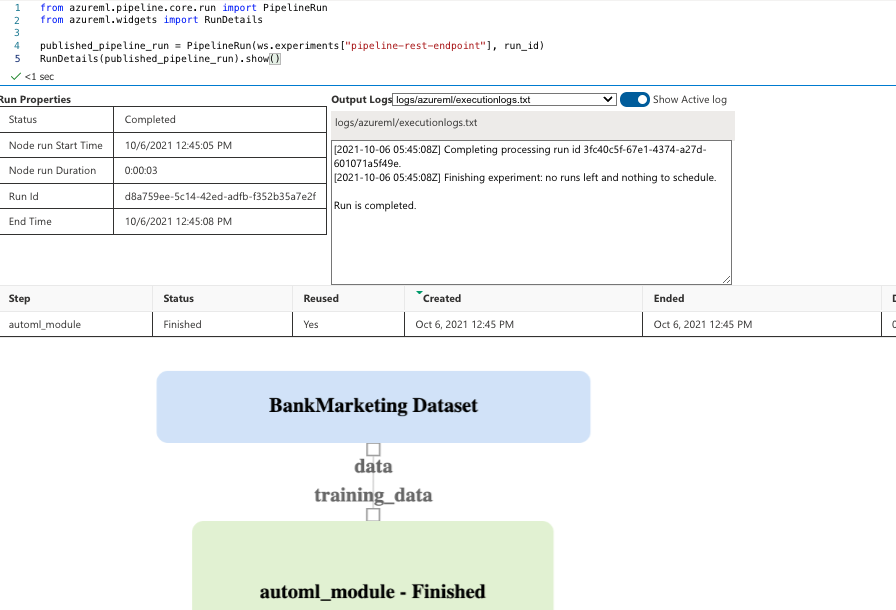 1 from azureml.pipeline.core.run import PipelineRun
2 from azureml.widgets import RunDetails
3
4 published_pipeline_run = PipelineRun(ws.experiments["pipeline-rest-endpoint"], run_id)
5 RunDetails(published_pipeline_run).show()
<1 sec
Run Properties
Status Completed
Node run Start Time 10/6/2021 12:45:05 PM
Node run Duration 0:00:03
Run Id d8a759ee-5c14-42ed-adfb-f352b35a7e2f
End Time 10/6/2021 12:45:08 PM
Output Logs logs/azureml/executionlogs.txt Show Active log
logs/azureml/executionlogs.txt
[2021-10-06 05:45:08Z] Completing processing run id 3fc40c5f-67e1-4374-a27d-
601071a5f49e.
[2021-10-06 05:45:08Z] Finishing experiment: no runs left and nothing to schedule.
Run is completed.
Step Status Reused Created Ended
automl_module Finished Yes Oct 6, 2021 12:45 PM Oct 6, 2021 12:45 PM
BankMarketing Dataset
data
training_data
automl_module - Finished